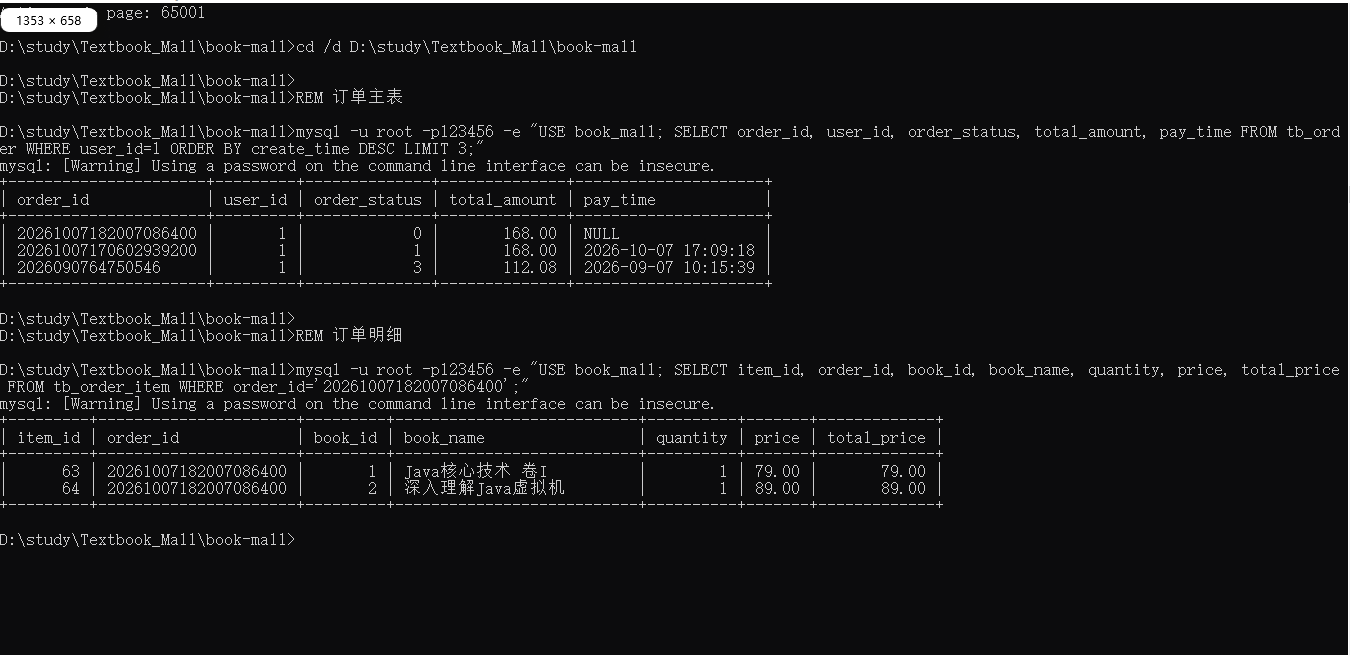 page: 65001
1353 × 658
D:\study\Textbook_Mall\book-mall>cd /d D:\study\Textbook_Mall\book-mall
D:\study\Textbook_Mall\book-mall>
D:\study\Textbook_Mall\book-mall>REM 订单主表
D:\study\Textbook_Mall\book-mall>mysql -u root -p123456 -e "USE book_mall; SELECT order_id, user_id, order_status, total_amount, pay_time FROM tb_ord
er WHERE user_id=1 ORDER BY create_time DESC LIMIT 3;"
mysql: [Warning] Using a password on the command line interface can be insecure.
+-----------------------+---------+--------------+--------------+---------------------+
| order_id | user_id | order_status | total_amount | pay_time |
+-----------------------+---------+--------------+--------------+---------------------+
| 20261007182007086400 | 1 | 0 | 168.00 | NULL |
| 20261007170602939200 | 1 | 1 | 168.00 | 2026-10-07 17:09:18 |
| 2026090764750546 | 1 | 3 | 112.08 | 2026-09-07 10:15:39 |
+-----------------------+---------+--------------+--------------+---------------------+
D:\study\Textbook_Mall\book-mall>
D:\study\Textbook_Mall\book-mall>REM 订单明细
D:\study\Textbook_Mall\book-mall>mysql -u root -p123456 -e "USE book_mall; SELECT item_id, order_id, book_id, book_name, quantity, price, total_price
FROM tb_order_item WHERE order_id='20261007182007086400';"
mysql: [Warning] Using a password on the command line interface can be insecure.
+---------+----------------------+---------+---------------------------+----------+-------+-------------+
| item_id | order_id | book_id | book_name | quantity | price | total_price |
+---------+----------------------+---------+---------------------------+----------+-------+-------------+
| 63 | 20261007182007086400 | 1 | Java核心技术 卷I | 1 | 79.00 | 79.00 |
| 64 | 20261007182007086400 | 2 | 深入理解Java虚拟机 | 1 | 89.00 | 89.00 |
+---------+----------------------+---------+---------------------------+----------+-------+-------------+
D:\study\Textbook_Mall\book-mall>